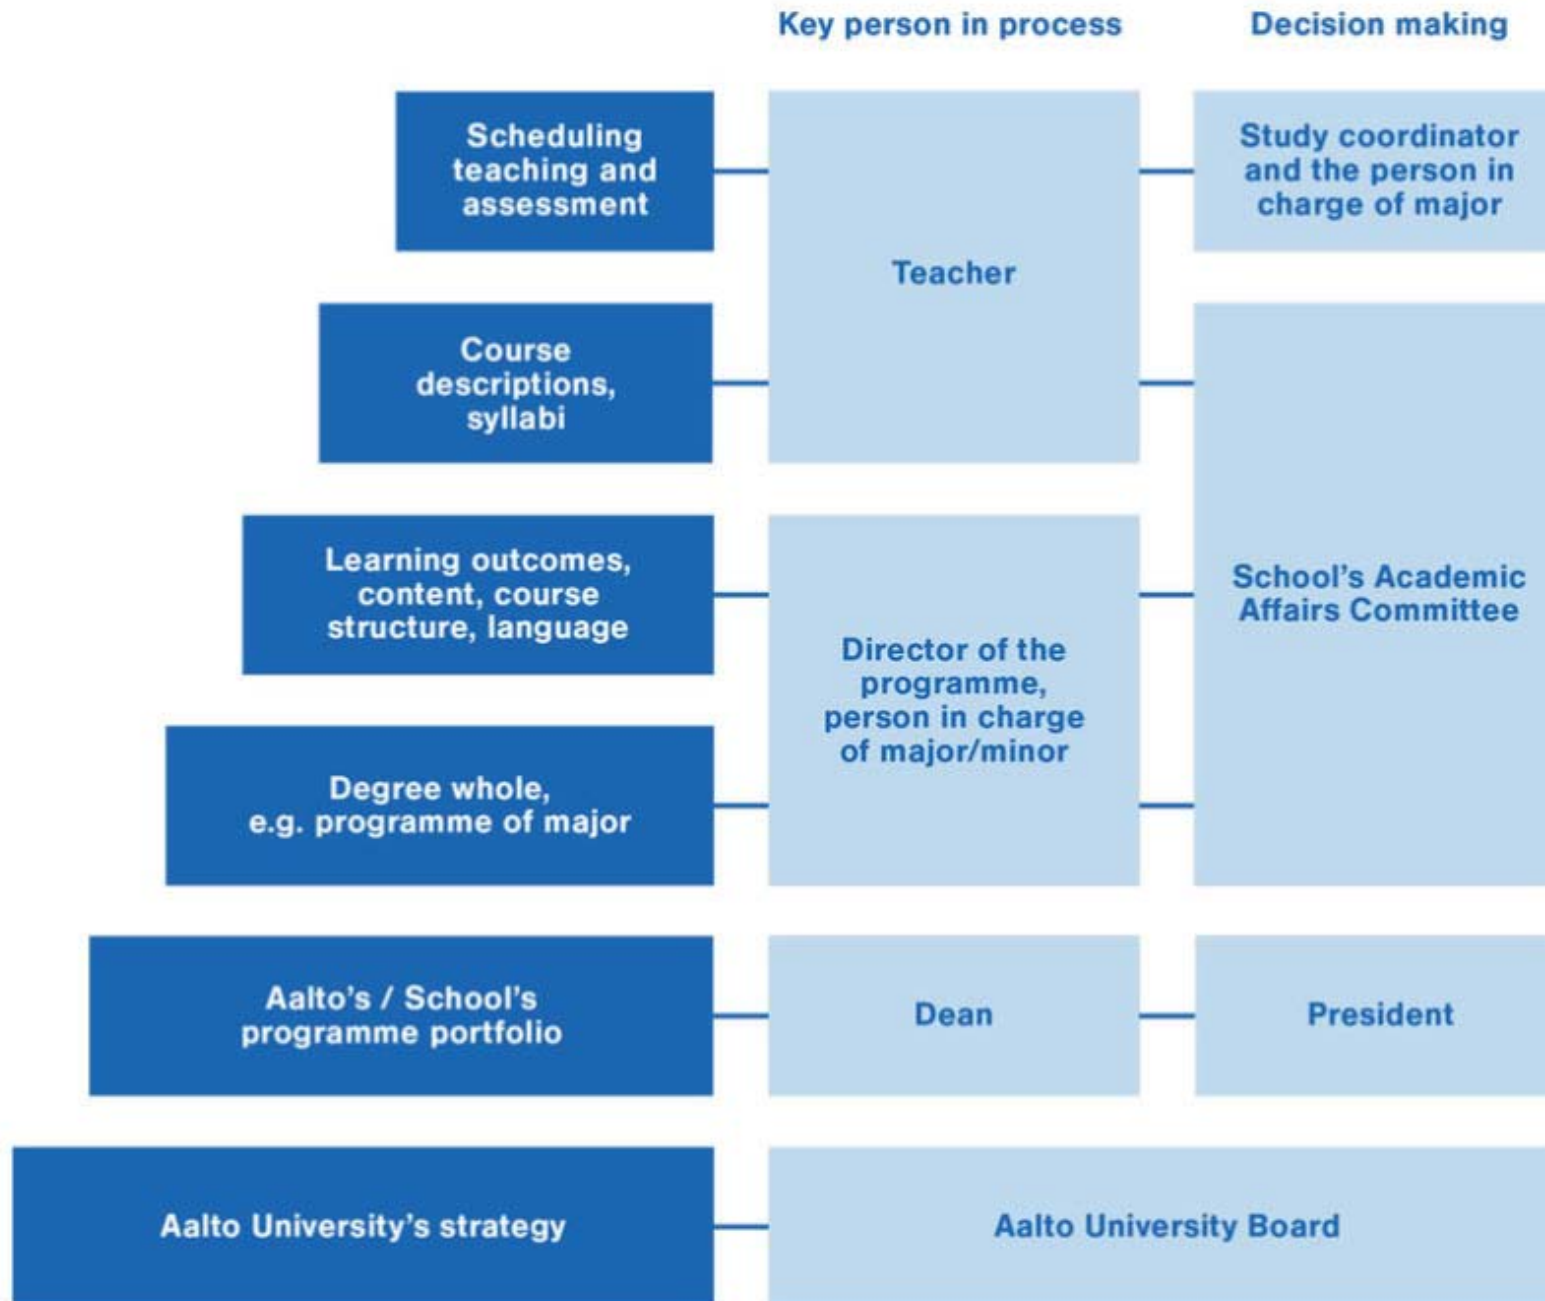 Key person in process
Decision making
Scheduling
teaching and
assessment
Teacher
Study coordinator
and the person in
charge of major
Course
descriptions,
syllabi
Learning outcomes,
content, course
structure, language
Director of the
programme,
person in charge
of major/minor
School’s Academic
Affairs Committee
Degree whole,
e.g. programme of major
Aalto’s / School’s
programme portfolio
Dean
President
Aalto University’s strategy
Aalto University Board